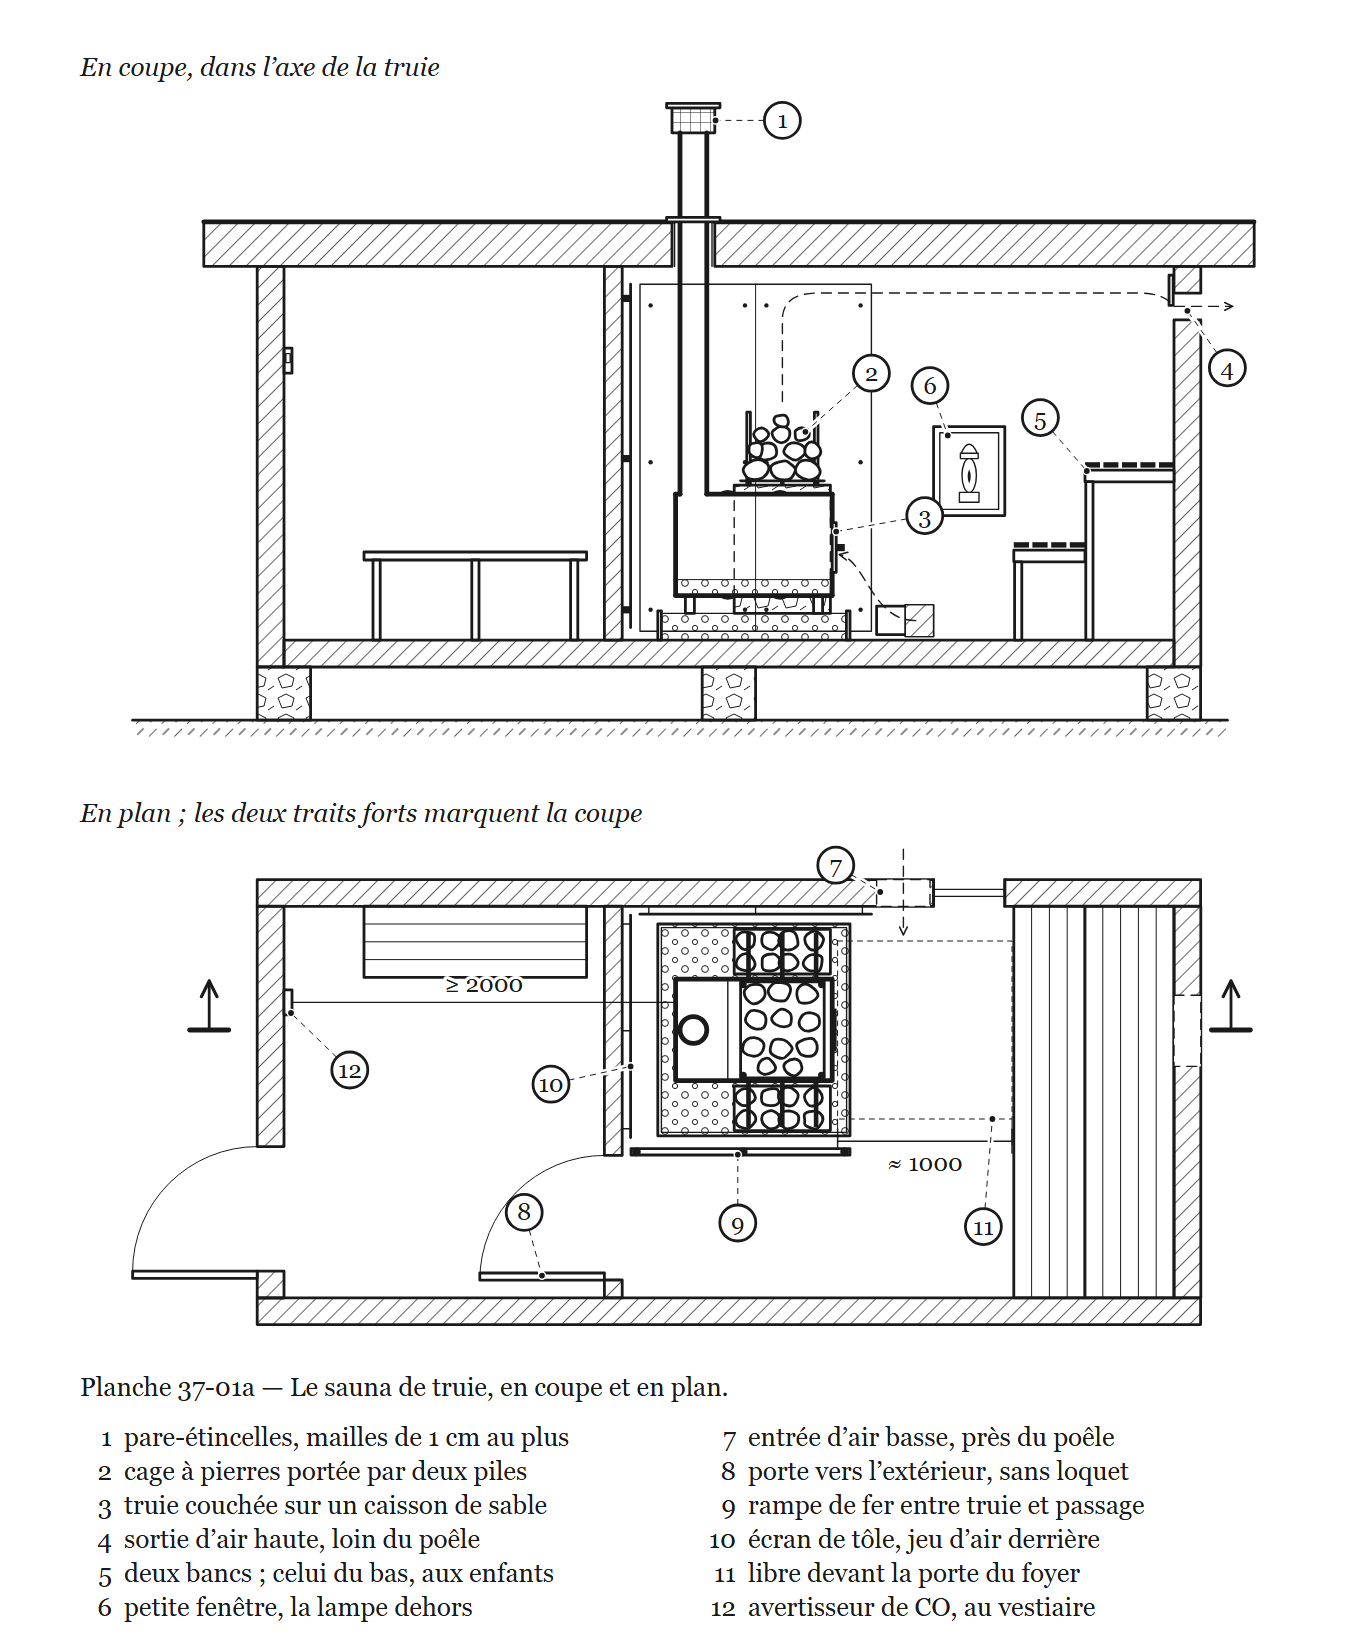 En coupe, dans l’axe de la truie
1
2
6
4
5
3
En plan ; les deux traits forts marquent la coupe
7
≥ 2000
12
10
≈ 1000
8
9
11
Planche 37-01a — Le sauna de truie, en coupe et en plan.
1 pare-étincelles, mailles de 1 cm au plus
2 cage à pierres portée par deux piles
3 truie couchée sur un caisson de sable
4 sortie d’air haute, loin du poêle
5 deux bancs ; celui du bas, aux enfants
6 petite fenêtre, la lampe dehors
7 entrée d’air basse, près du poêle
8 porte vers l’extérieur, sans loquet
9 rampe de fer entre truie et passage
10 écran de tôle, jeu d’air derrière
11 libre devant la porte du foyer
12 avertisseur de CO, au vestiaire